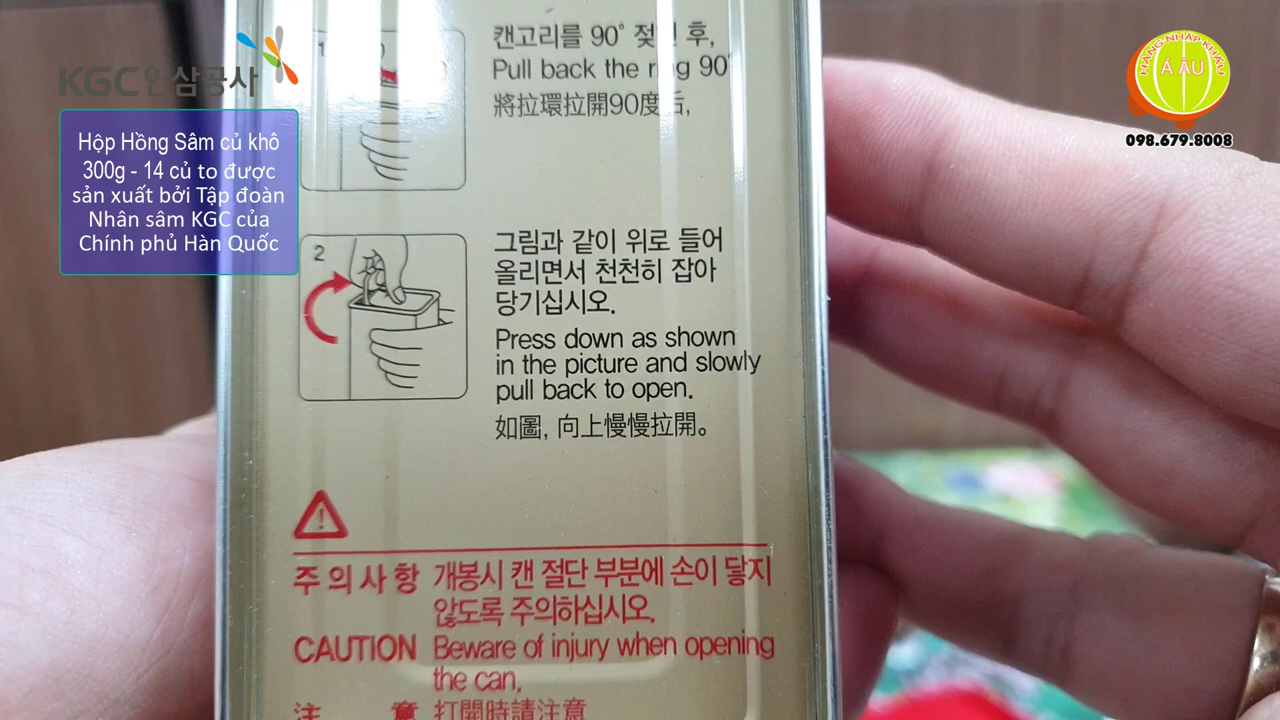 KGC인삼공사
Hộp Hồng Sâm củ khô
300g - 14 củ to được
sản xuất bởi Tập đoàn
Nhân sâm KGC của
Chính phủ Hàn Quốc
HÀNG NHẬP KHẨU
Á ÂU
098.679.8008
1
캔고리를 90° 젖힌 후,
Pull back the ring 90°
將拉環拉開90度后,
2
그림과 같이 위로 들어
올리면서 천천히 잡아
당기십시오.
Press down as shown
in the picture and slowly
pull back to open.
如圖, 向上慢慢拉開。
주의사항 개봉시 캔 절단 부분에 손이 닿지
않도록 주의하십시오.
CAUTION Beware of injury when opening
the can,
注 意 打開時請注意